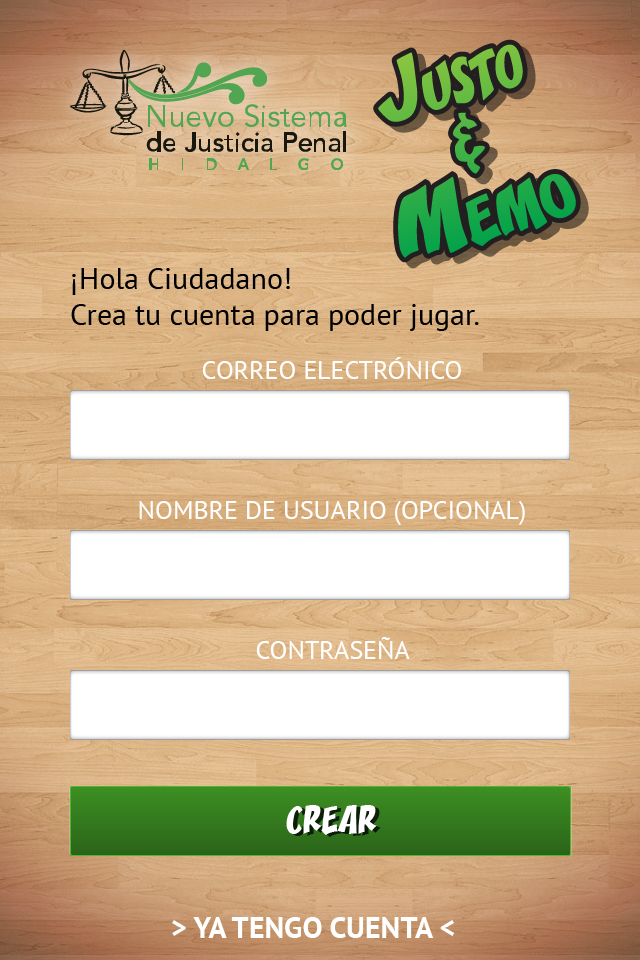 Nuevo Sistema
de Justicia Penal
HIDALGO
JUSTO
&
MEMO
¡Hola Ciudadano!
Crea tu cuenta para poder jugar.
CORREO ELECTRÓNICO
NOMBRE DE USUARIO (OPCIONAL)
CONTRASEÑA
CREAR
> YA TENGO CUENTA <